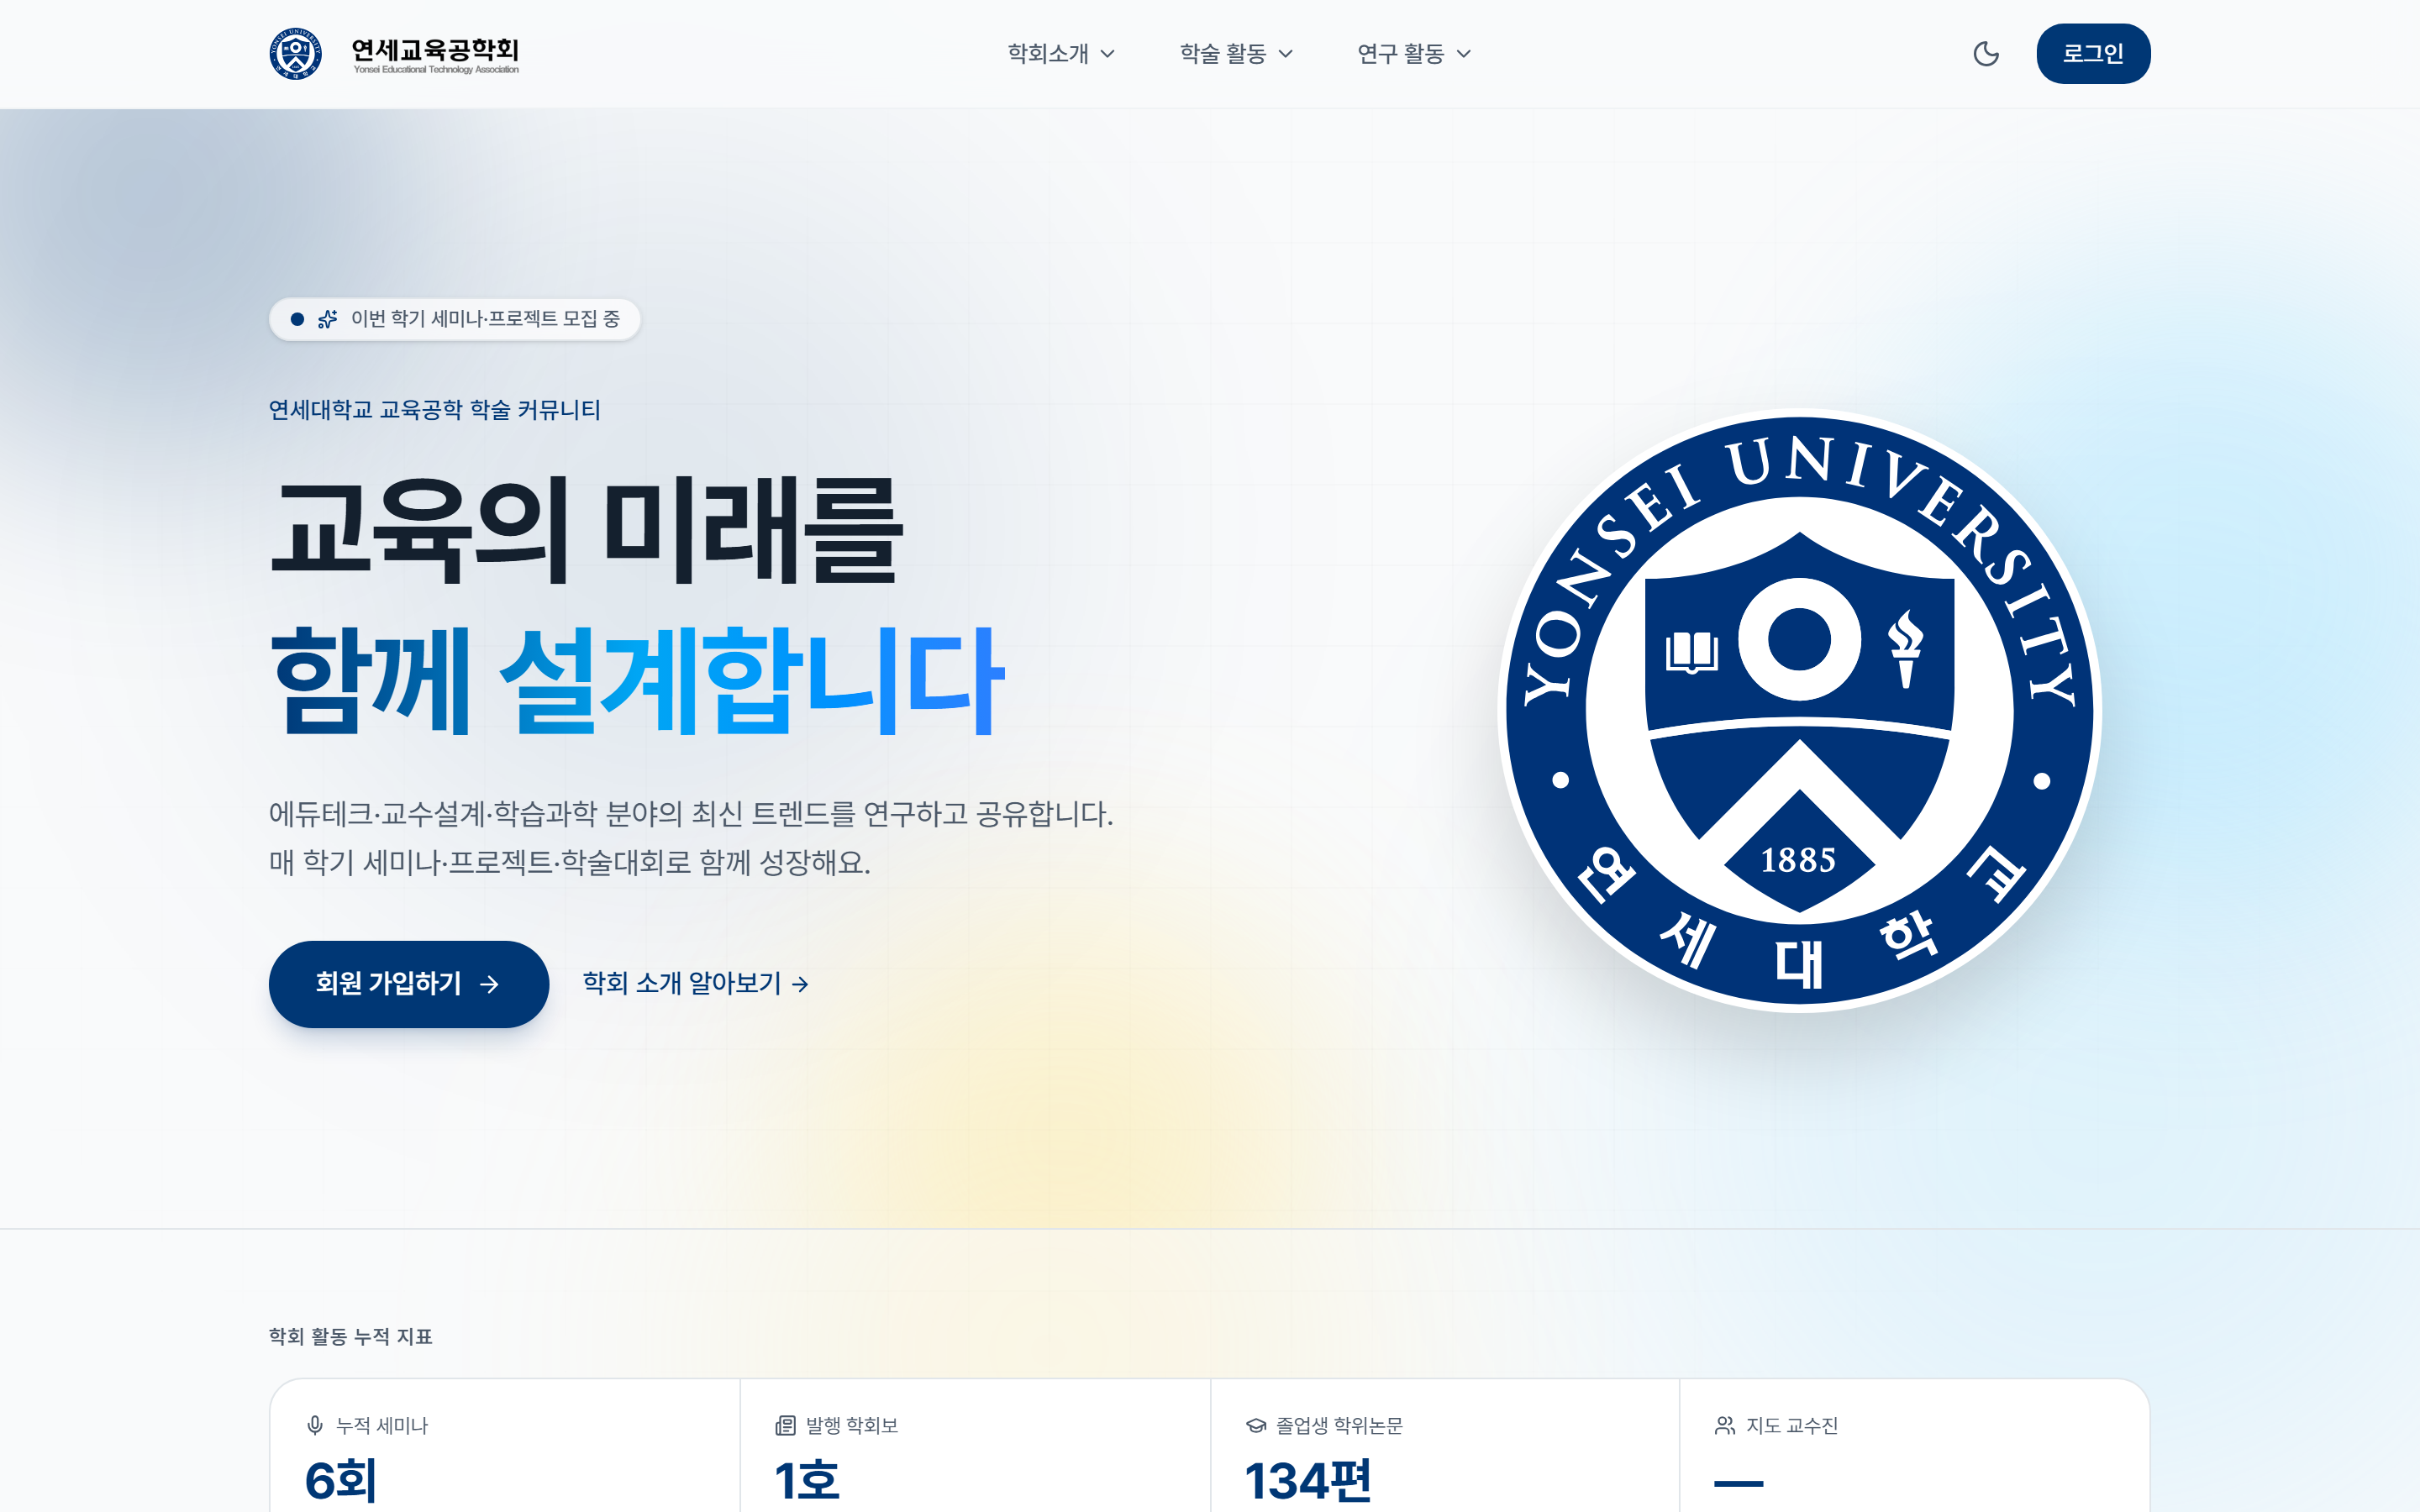 연세교육공학회
Yonsei Educational Technology Association
학회소개
학술 활동
연구 활동
로그인
이번 학기 세미나·프로젝트 모집 중
연세대학교 교육공학 학술 커뮤니티
교육의 미래를
함께 설계합니다
에듀테크·교수설계·학습과학 분야의 최신 트렌드를 연구하고 공유합니다.
매 학기 세미나·프로젝트·학술대회로 함께 성장해요.
회원 가입하기 →
학회 소개 알아보기 →
YONSEI UNIVERSITY
1885
연세대학교
학회 활동 누적 지표
누적 세미나
6회
발행 학회보
1호
졸업생 학위논문
134편
지도 교수진
—